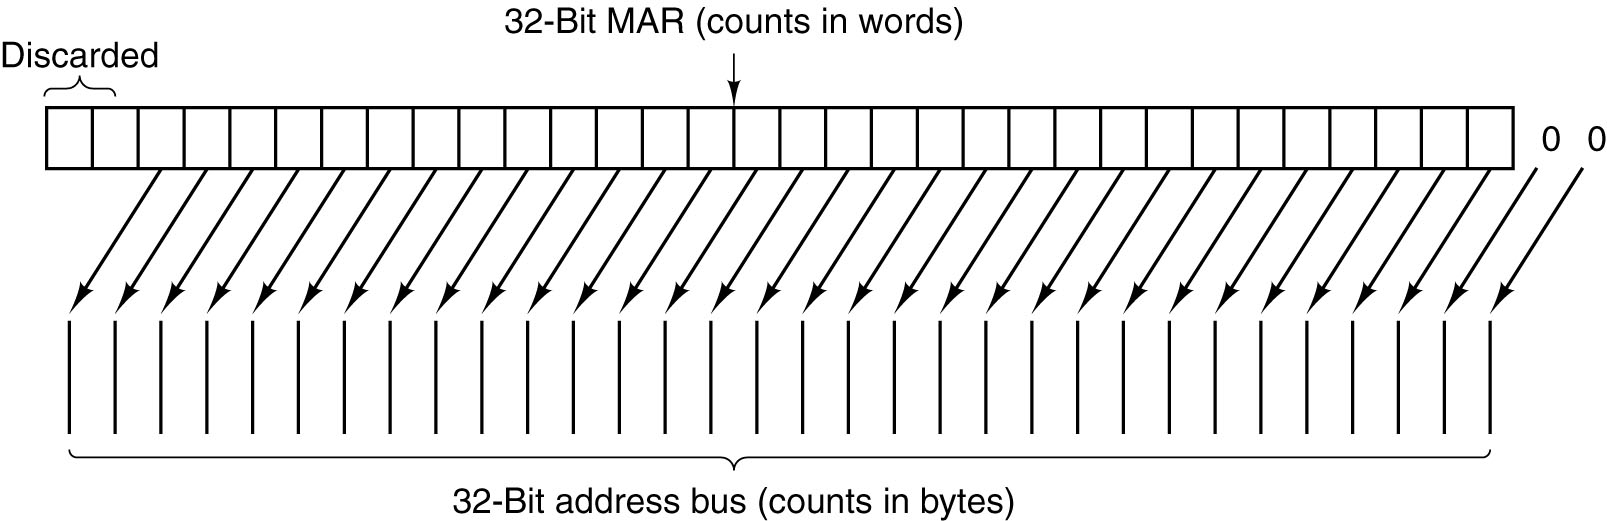 32-Bit MAR (counts in words)
Discarded
0 0
32-Bit address bus (counts in bytes)